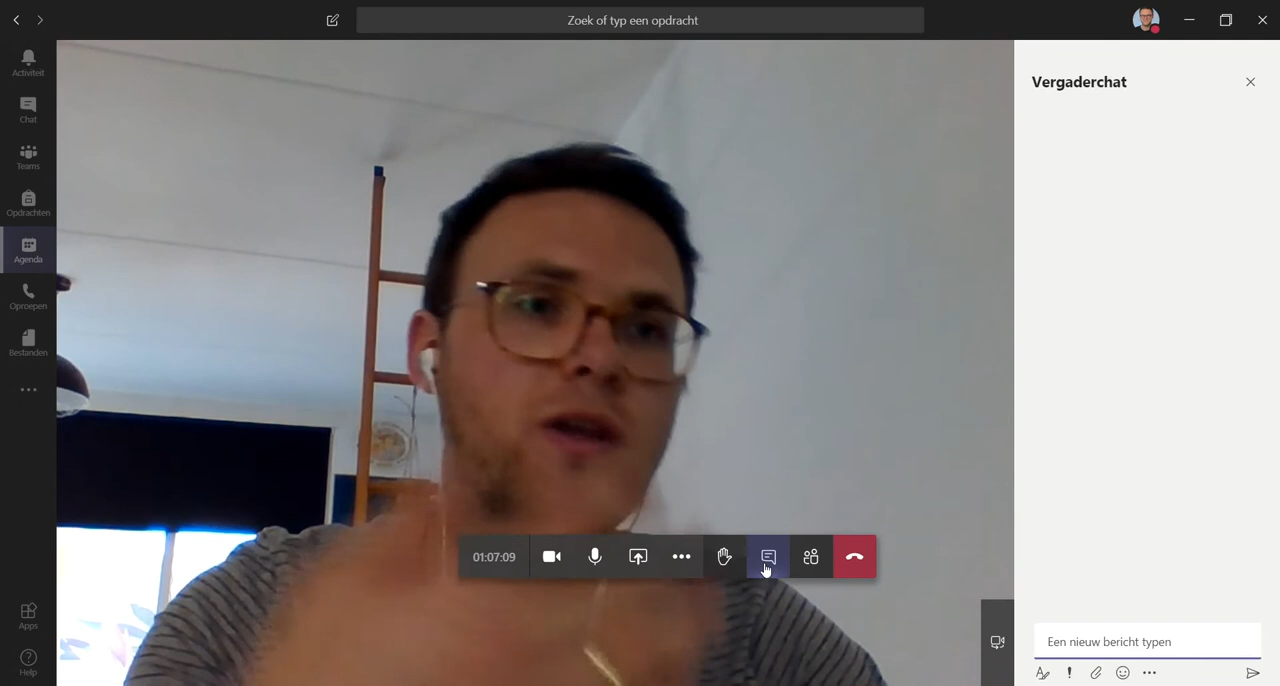 Zoek of typ een opdracht
Activiteit
Chat
Teams
Opdrachten
Agenda
Oproepen
Bestanden
Apps
Help
01:07:09
Vergaderchat
Een nieuw bericht typen